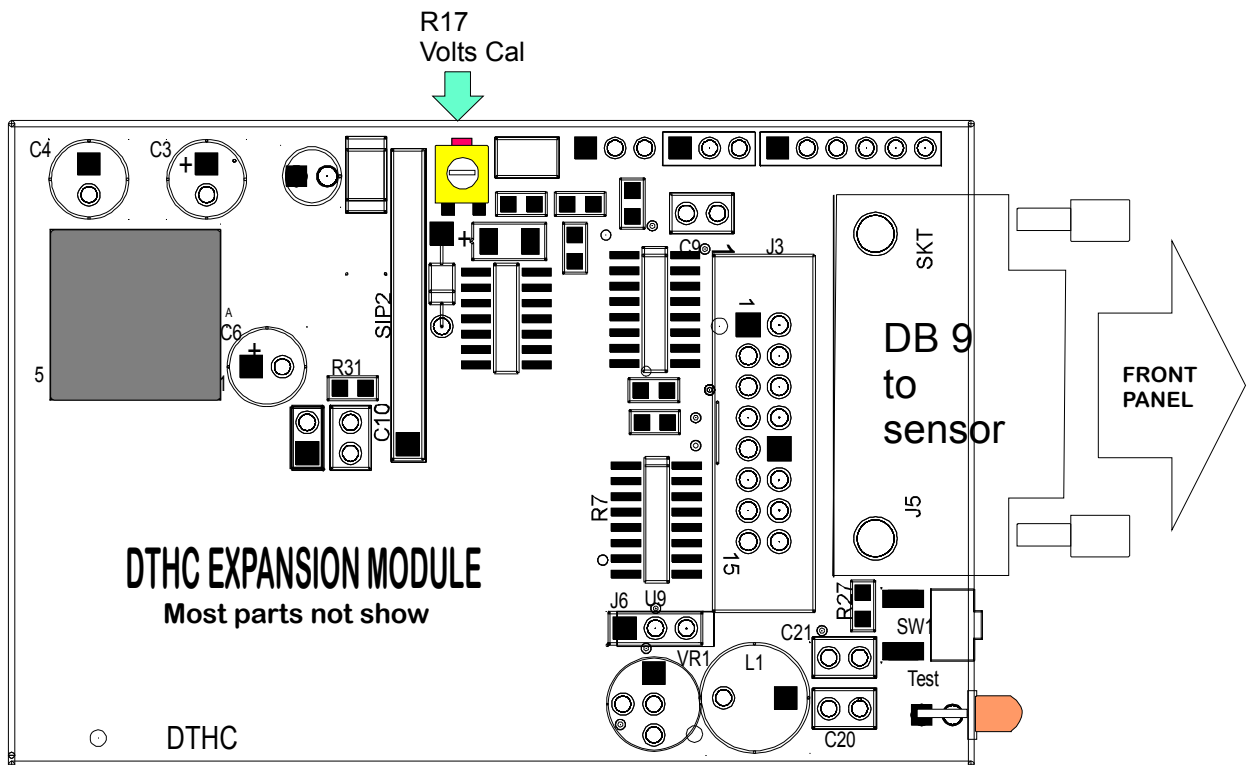 R17
Volts Cal
C4
C3
+
+
C9
1
J3
SKT
A
C6
+
5
1
R31
SIP2
C10
1
DB 9
to
sensor
FRONT
PANEL
J5
R7
15
DTHC EXPANSION MODULE
Most parts not show
J6
U9
R27
SW1
C21
VR1
L1
Test
C20
DTHC